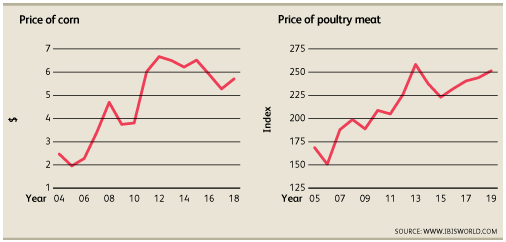 Price of corn
7
6
5
4
3
2
1
$
Year 04 06 08 10 12 14 16 18
Price of poultry meat
275
250
225
200
175
150
125
Index
Year 05 07 09 11 13 15 17 19
SOURCE: WWW.IBISWORLD.COM